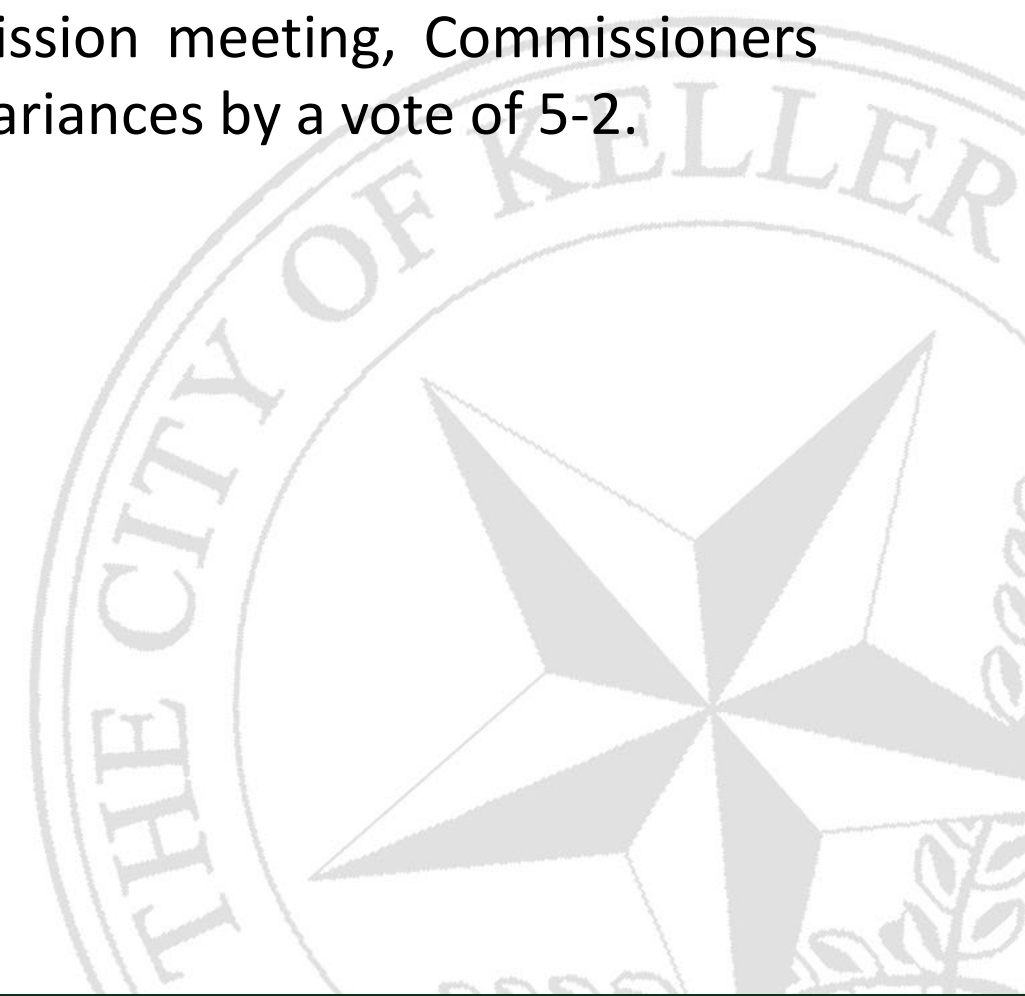 ission meeting, Commissioners
ariances by a vote of 5-2.
THE CITY OF KELLER